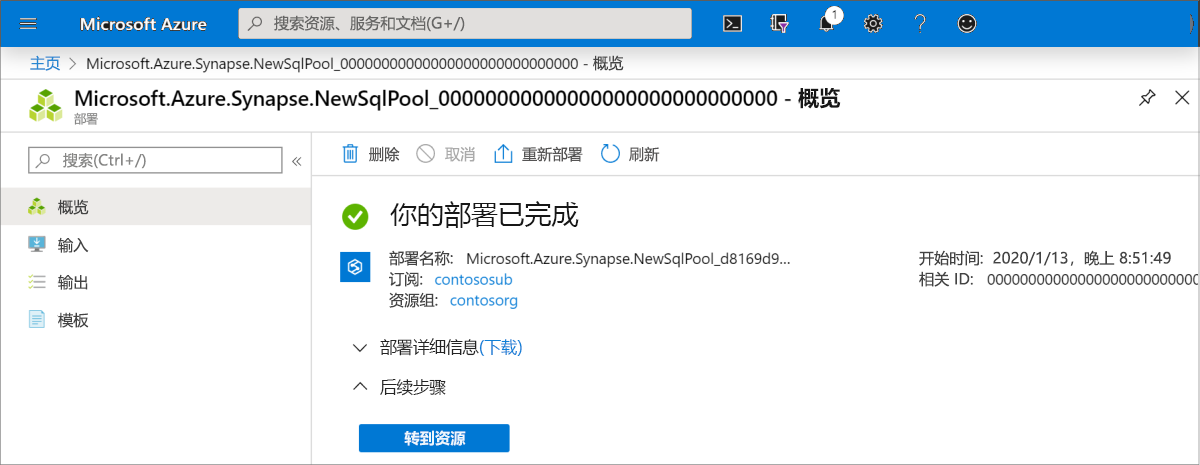 Microsoft Azure
搜索资源、服务和文档(G+/)
1
主页 > Microsoft.Azure.Synapse.NewSqlPool_00000000000000000000000000000 - 概览
Microsoft.Azure.Synapse.NewSqlPool_00000000000000000000000000000 - 概览
部署
搜索(Ctrl+/)
删除 取消 重新部署 刷新
概览
输入
输出
模板
你的部署已完成
部署名称: Microsoft.Azure.Synapse.NewSqlPool_d8169d9...
订阅: contososub
资源组: contosorg
开始时间: 2020/1/13，晚上 8:51:49
相关 ID: 00000000000000000000000000
部署详细信息(下载)
后续步骤
转到资源